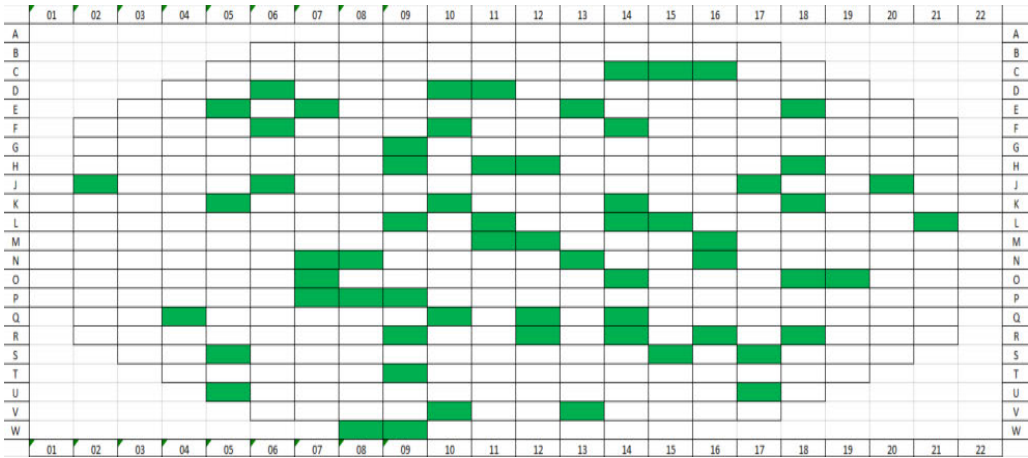 01 02 03 04 05 06 07 08 09 10 11 12 13 14 15 16 17 18 19 20 21 22
A A
B B
C C
D D
E E
F F
G G
H H
J J
K K
L L
M M
N N
O O
P P
Q Q
R R
S S
T T
U U
V V
W W
01 02 03 04 05 06 07 08 09 10 11 12 13 14 15 16 17 18 19 20 21 22